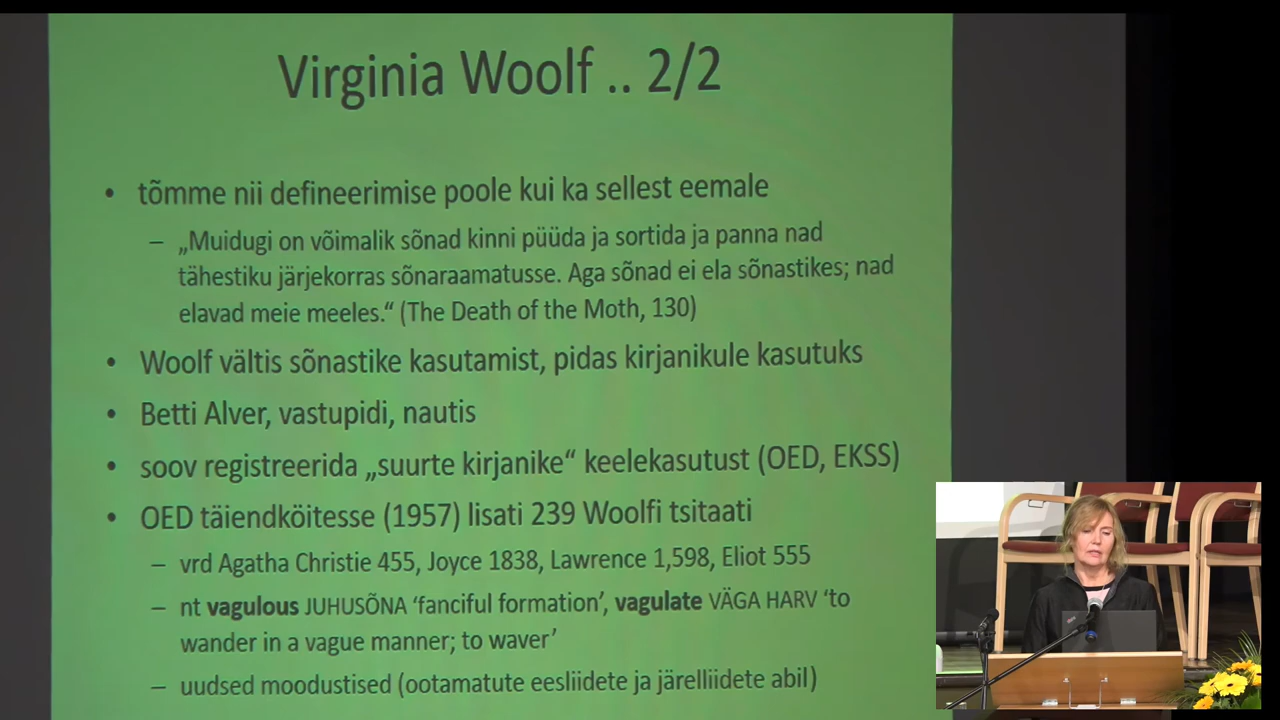 Virginia Woolf .. 2/2
• tõmme nii defineerimise poole kui ka sellest eemale
– „Muidugi on võimalik sõnad kinni püüda ja sortida ja panna nad
tähestiku järjekorras sõnaraamatusse. Aga sõnad ei ela sõnastikes; nad
elavad meie meeles.“ (The Death of the Moth, 130)
• Woolf vältis sõnastike kasutamist, pidas kirjanikule kasutuks
• Betti Alver, vastupidi, nautis
• soov registreerida „suurte kirjanike“ keelekasutust (OED, EKSS)
• OED täiendköitesse (1957) lisati 239 Woolfi tsitaati
– vrd Agatha Christie 455, Joyce 1838, Lawrence 1,598, Eliot 555
– nt vagulous JUHUSÕNA ‘fanciful formation’, vagulate VÄGA HARV ‘to
wander in a vague manner; to waver’
– uudsed moodustised (ootamatute eesliidete ja järelliidete abil)